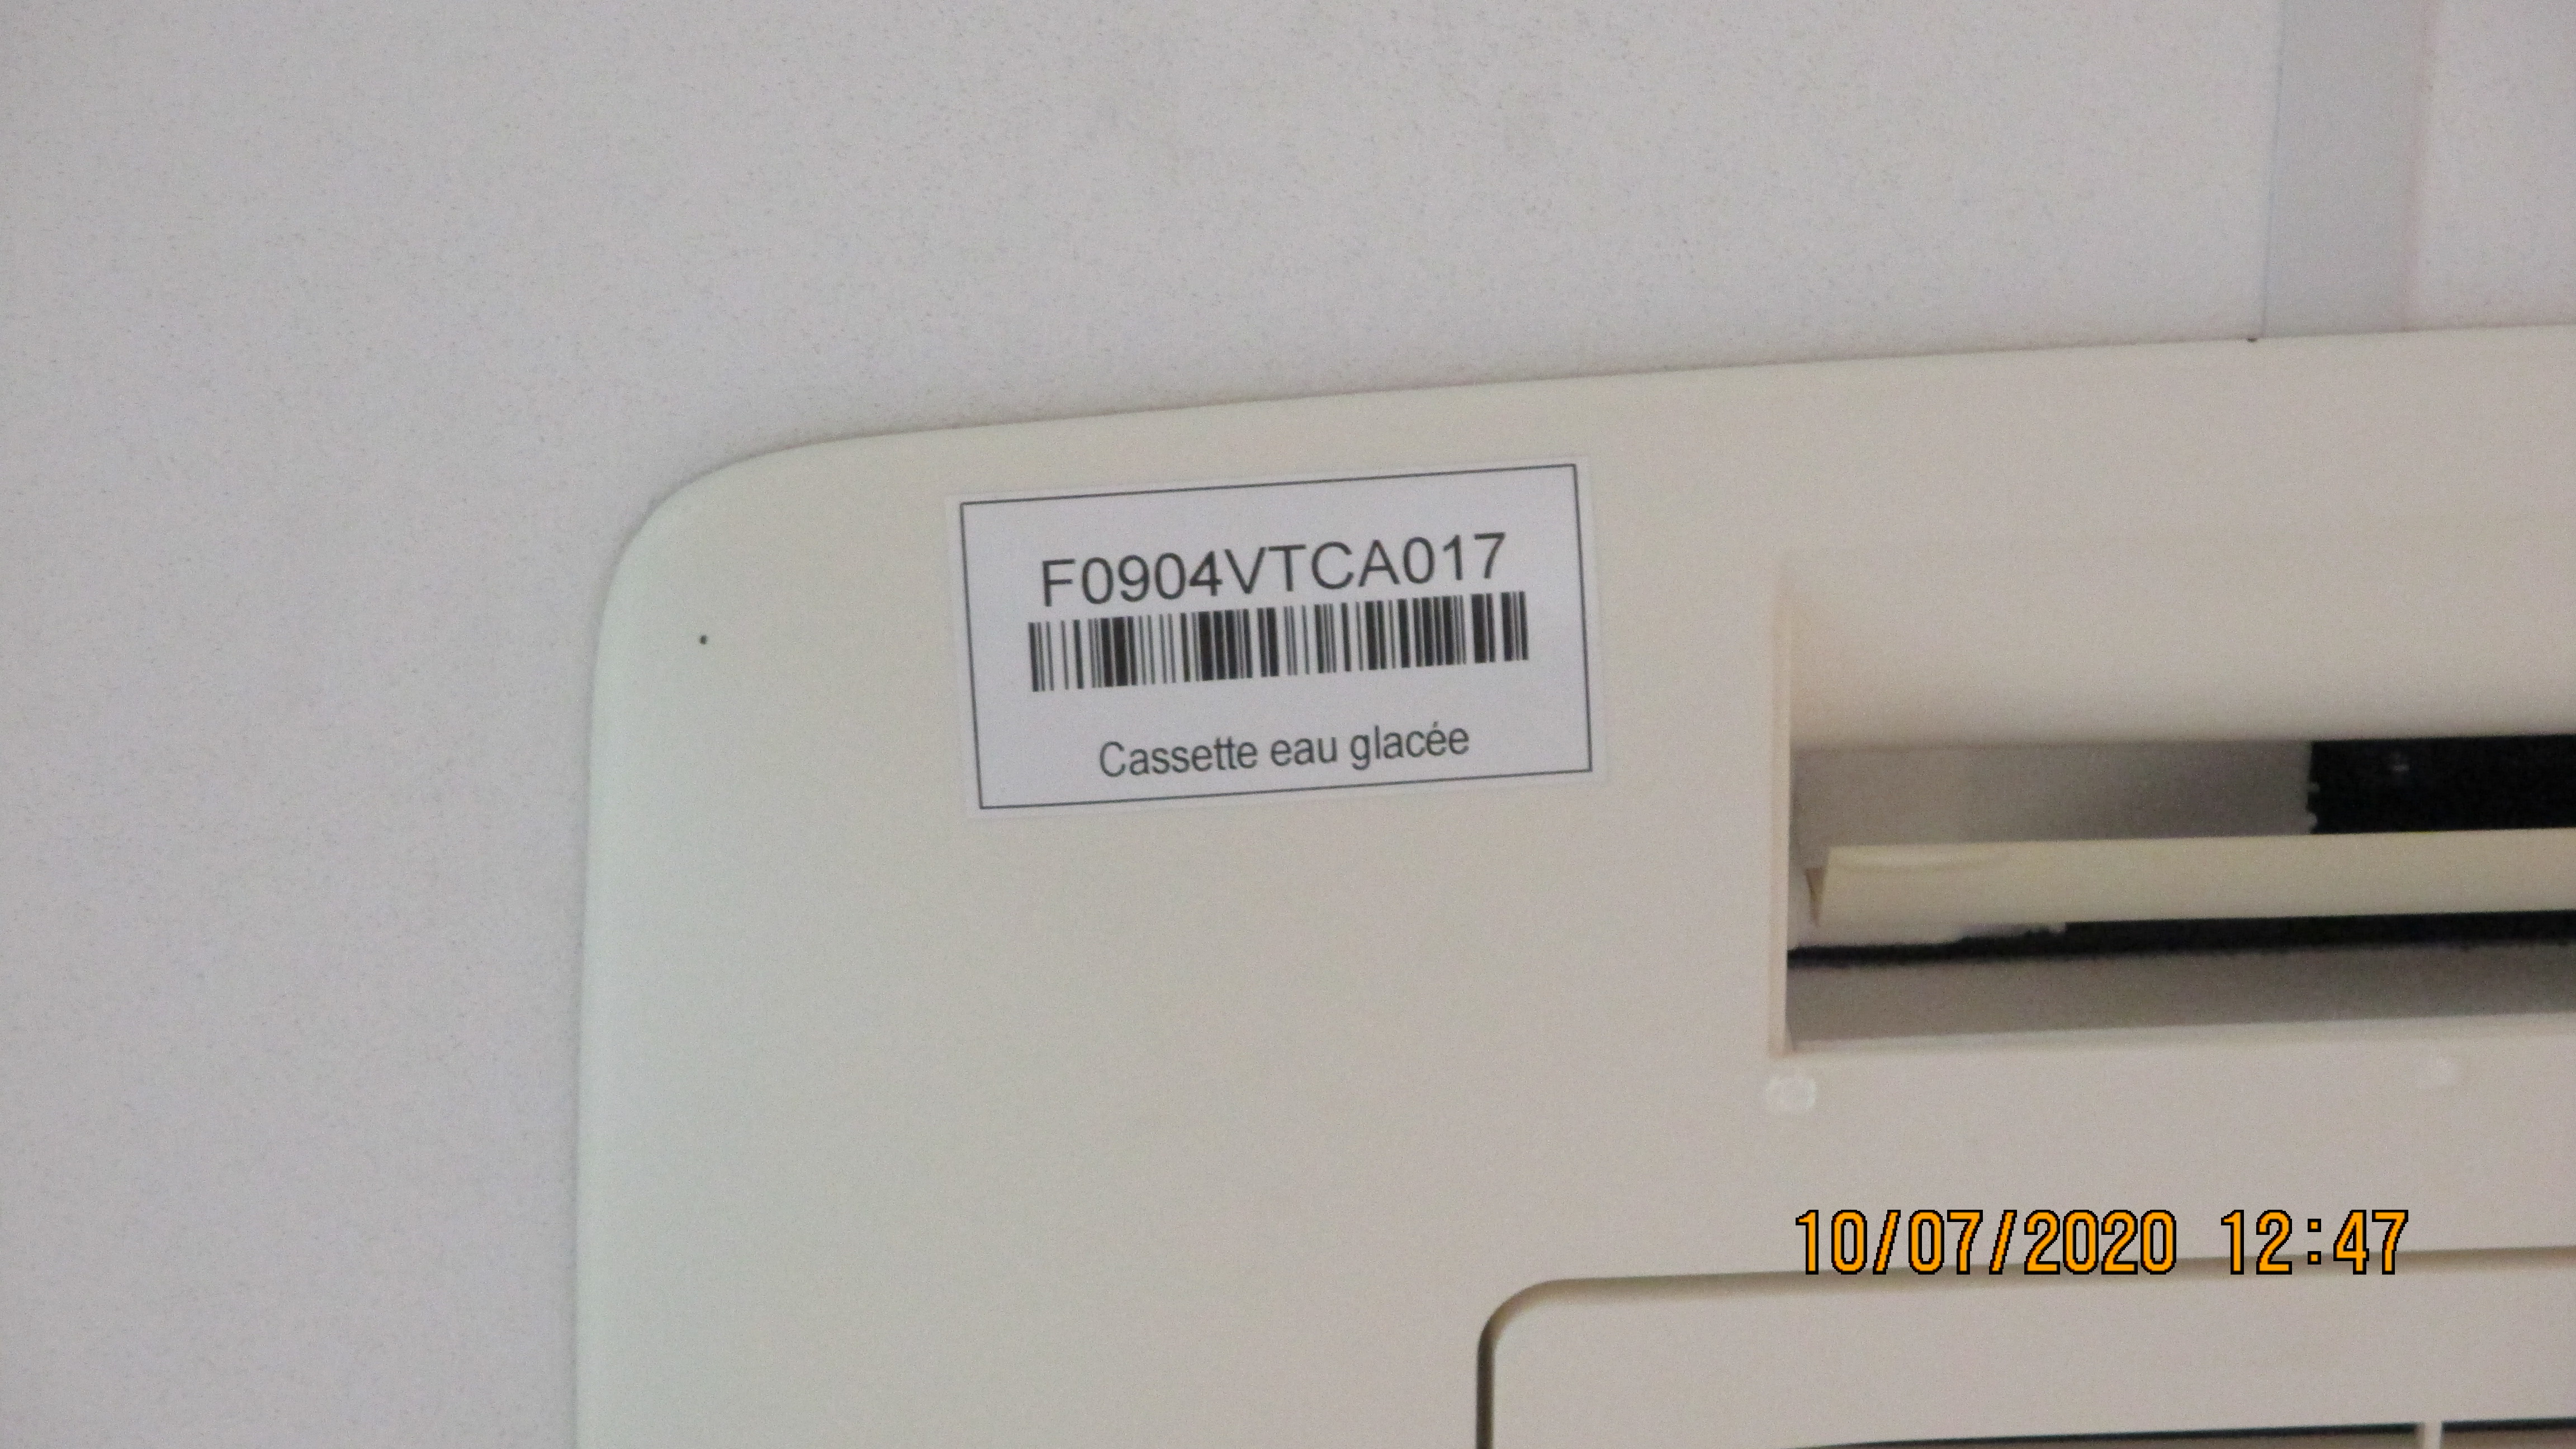 F0904VTCA017
Cassette eau glacée
10/07/2020 12:47